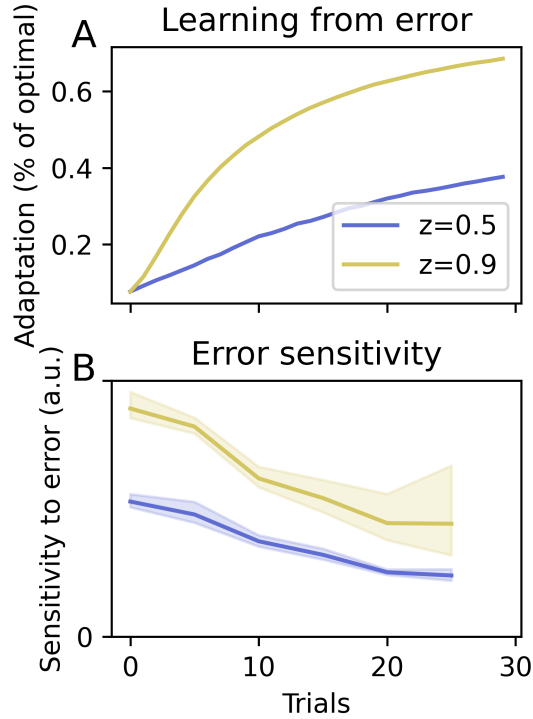 A
Learning from error
Adaptation (% of optimal)
0.6
0.4
0.2
z=0.5
z=0.9
B
Error sensitivity
Sensitivity to error (a.u.)
0
0 10 20 30
Trials